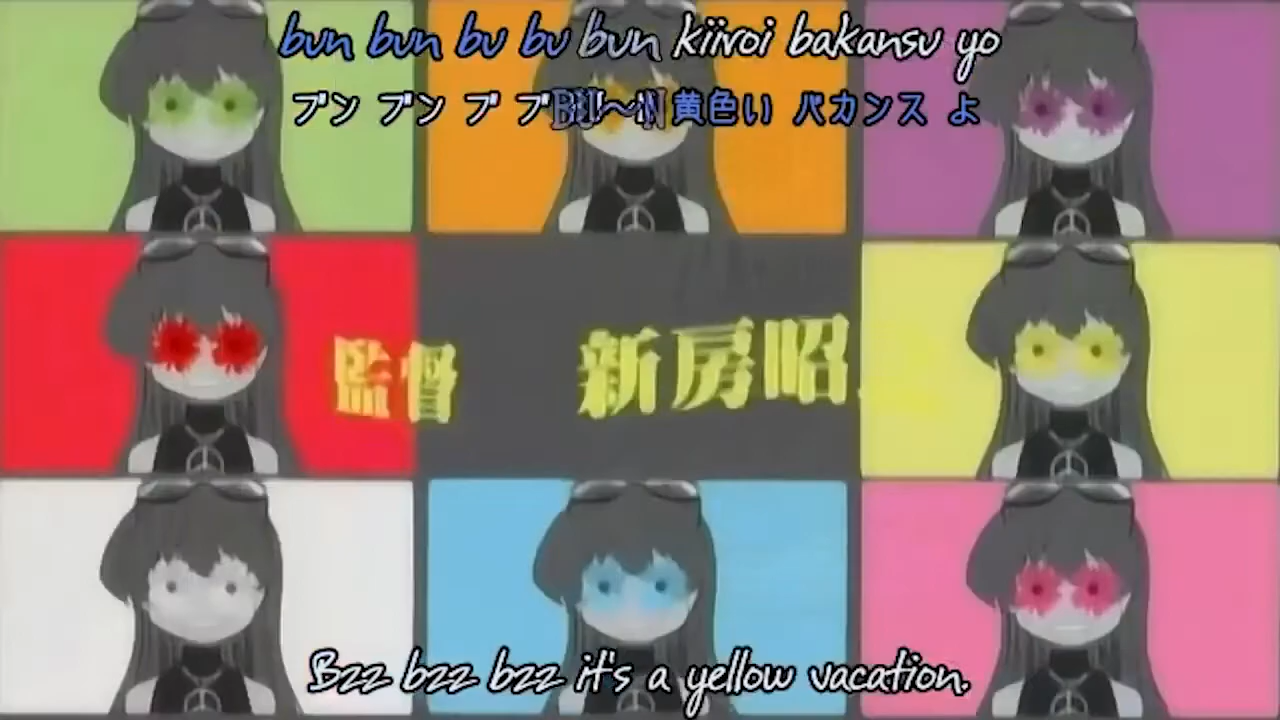 bun bun bu bu bun kiiroi bakansu yo
ブン ブン ブ ブ BU〜N 黄色い バカンス よ
監督 新房昭
Bzz bzz bzz it's a yellow vacation.